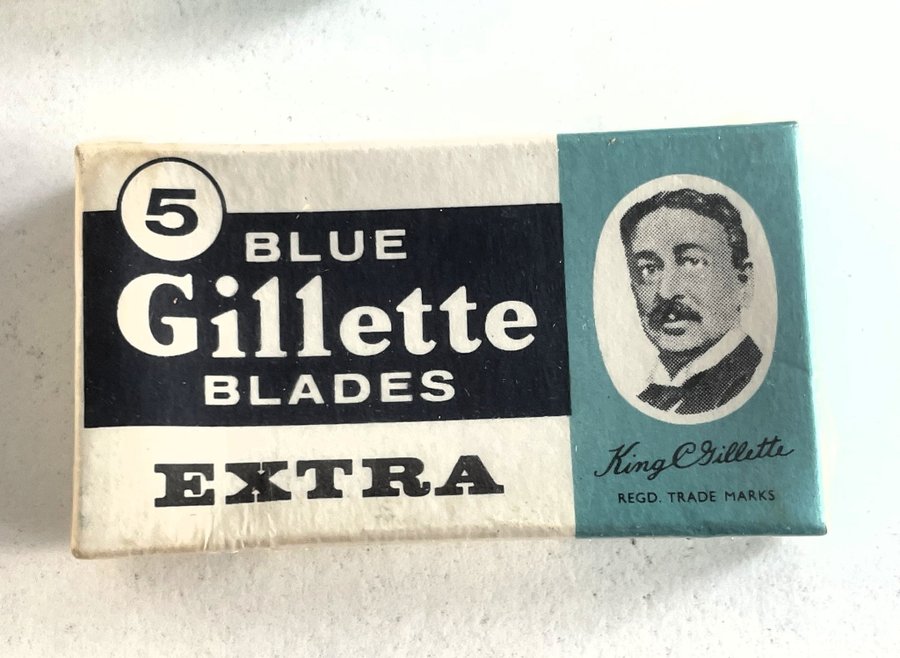 5
BLUE
Gillette
BLADES
EXTRA
King C Gillette
REGD. TRADE MARKS